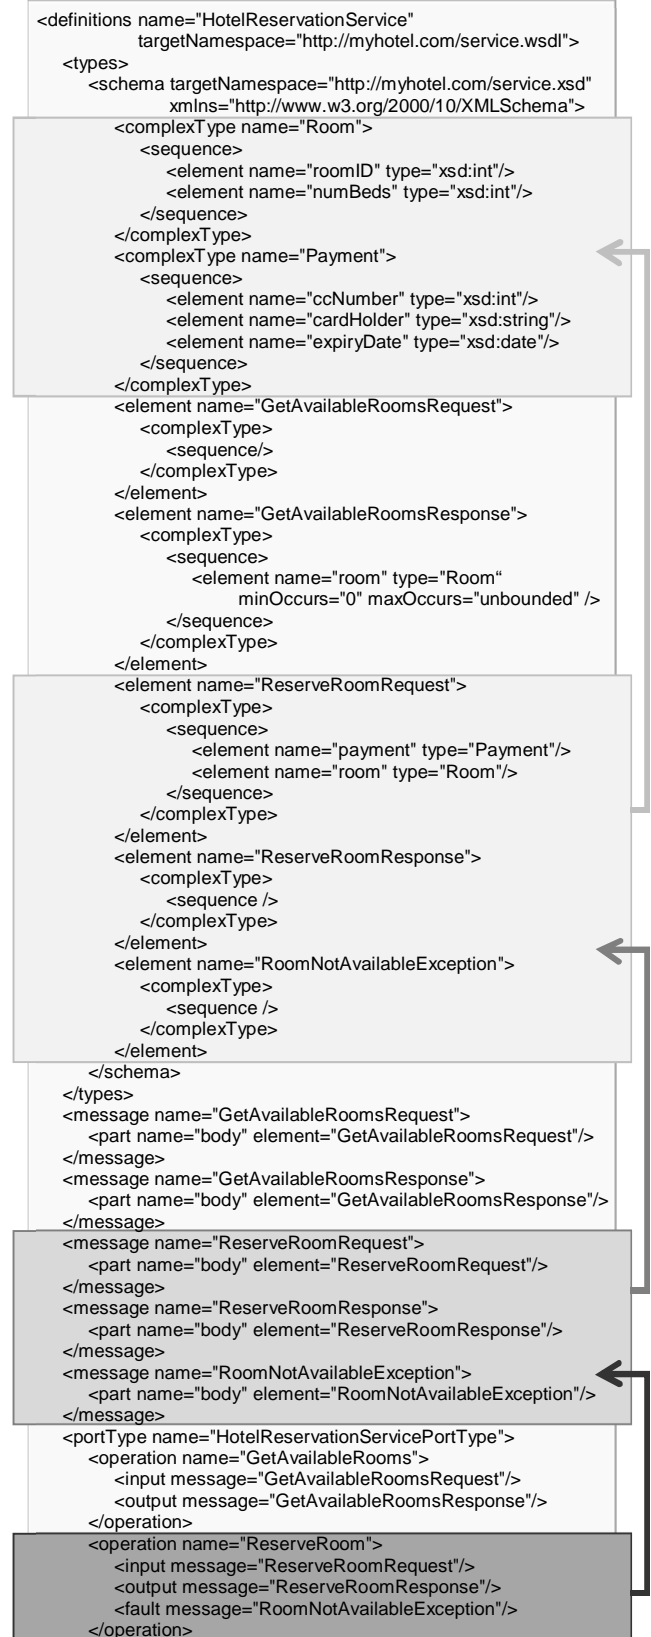 <definitions name="HotelReservationService"
targetNamespace="http://myhotel.com/service.wsdl">
<types>
<schema targetNamespace="http://myhotel.com/service.xsd"
xmlns="http://www.w3.org/2000/10/XMLSchema">
<complexType name="Room">
<sequence>
<element name="roomID" type="xsd:int"/>
<element name="numBeds" type="xsd:int"/>
</sequence>
</complexType>
<complexType name="Payment">
<sequence>
<element name="ccNumber" type="xsd:int"/>
<element name="cardHolder" type="xsd:string"/>
<element name="expiryDate" type="xsd:date"/>
</sequence>
</complexType>
<element name="GetAvailableRoomsRequest">
<complexType>
<sequence/>
</complexType>
</element>
<element name="GetAvailableRoomsResponse">
<complexType>
<sequence>
<element name="room" type="Room“
minOccurs="0" maxOccurs="unbounded" />
</sequence>
</complexType>
</element>
<element name="ReserveRoomRequest">
<complexType>
<sequence>
<element name="payment" type="Payment"/>
<element name="room" type="Room"/>
</sequence>
</complexType>
</element>
<element name="ReserveRoomResponse">
<complexType>
<sequence />
</complexType>
</element>
<element name="RoomNotAvailableException">
<complexType>
<sequence />
</complexType>
</element>
</schema>
</types>
<message name="GetAvailableRoomsRequest">
<part name="body" element="GetAvailableRoomsRequest"/>
</message>
<message name="GetAvailableRoomsResponse">
<part name="body" element="GetAvailableRoomsResponse"/>
</message>
<message name="ReserveRoomRequest">
<part name="body" element="ReserveRoomRequest"/>
</message>
<message name="ReserveRoomResponse">
<part name="body" element="ReserveRoomResponse"/>
</message>
<message name="RoomNotAvailableException">
<part name="body" element="RoomNotAvailableException"/>
</message>
<portType name="HotelReservationServicePortType">
<operation name="GetAvailableRooms">
<input message="GetAvailableRoomsRequest"/>
<output message="GetAvailableRoomsResponse"/>
</operation>
<operation name="ReserveRoom">
<input message="ReserveRoomRequest"/>
<output message="ReserveRoomResponse"/>
<fault message="RoomNotAvailableException"/>
</operation>